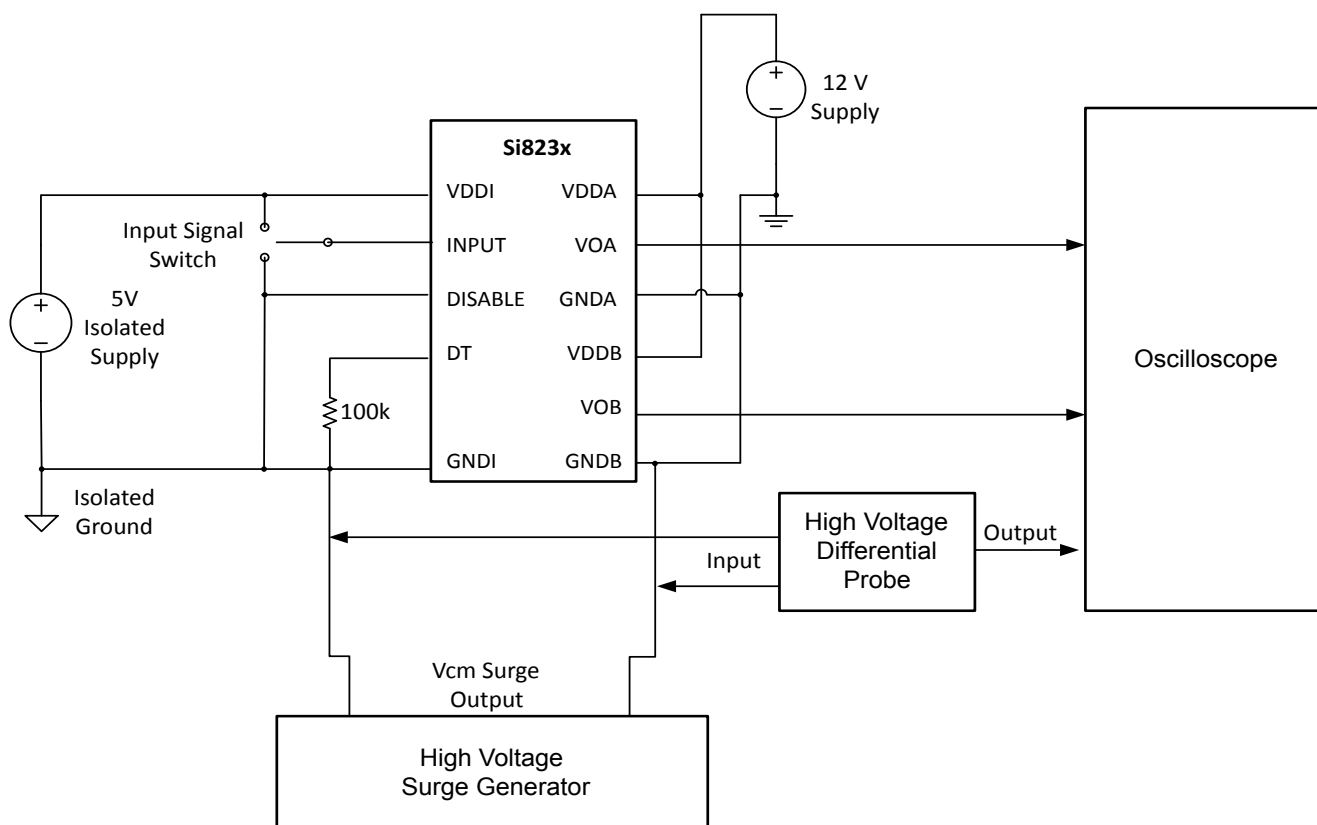 12 V
Supply
Si823x
VDDI
VDDA
Input Signal
Switch
INPUT
VOA
5V
Isolated
Supply
DISABLE
GNDA
DT
VDDB
Oscilloscope
100k
VOB
GNDI
GNDB
Isolated
Ground
High Voltage
Differential
Probe
Output
Input
Vcm Surge
Output
High Voltage
Surge Generator